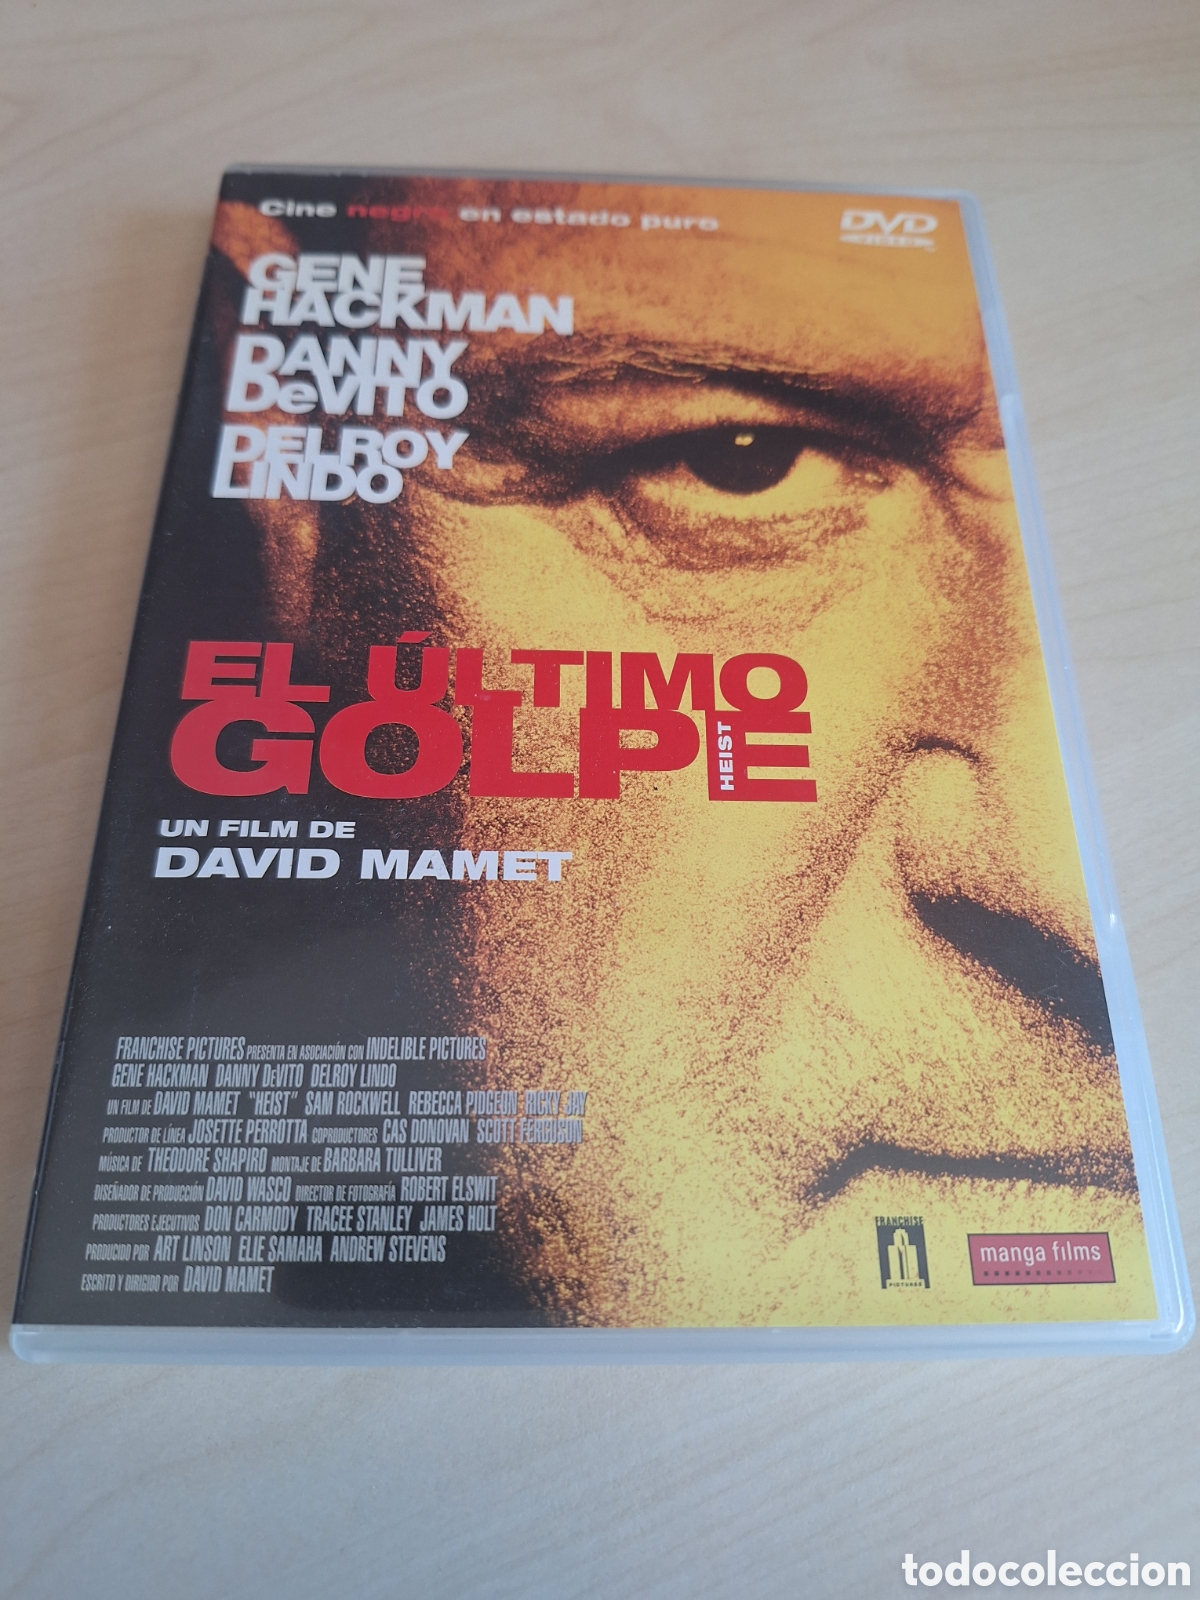 Cine negro en estado puro
DVD
VIDEO
GENE
HACKMAN
DANNY
DeVITO
DELROY
LINDO
EL ÚLTIMO
GOLPE
HEIST
UN FILM DE
DAVID MAMET
FRANCHISE PICTURES PRESENTA EN ASOCIACIÓN CON INDELIBLE PICTURES
GENE HACKMAN DANNY DeVITO DELROY LINDO
UN FILM DE DAVID MAMET "HEIST" SAM ROCKWELL REBECCA PIDGEON RICKY JAY
PRODUCTOR DE LÍNEA JOSETTE PERROTTA COPRODUCTORES CAS DONOVAN SCOTT FERGUSON
MÚSICA DE THEODORE SHAPIRO MONTAJE DE BARBARA TULLIVER
DISEÑADOR DE PRODUCCIÓN DAVID WASCO DIRECTOR DE FOTOGRAFÍA ROBERT ELSWIT
PRODUCTORES EJECUTIVOS DON CARMODY TRACEE STANLEY JAMES HOLT
PRODUCIDO POR ART LINSON ELIE SAMAHA ANDREW STEVENS
ESCRITO Y DIRIGIDO POR DAVID MAMET
FRANCHISE
PICTURES
manga films
todocoleccion